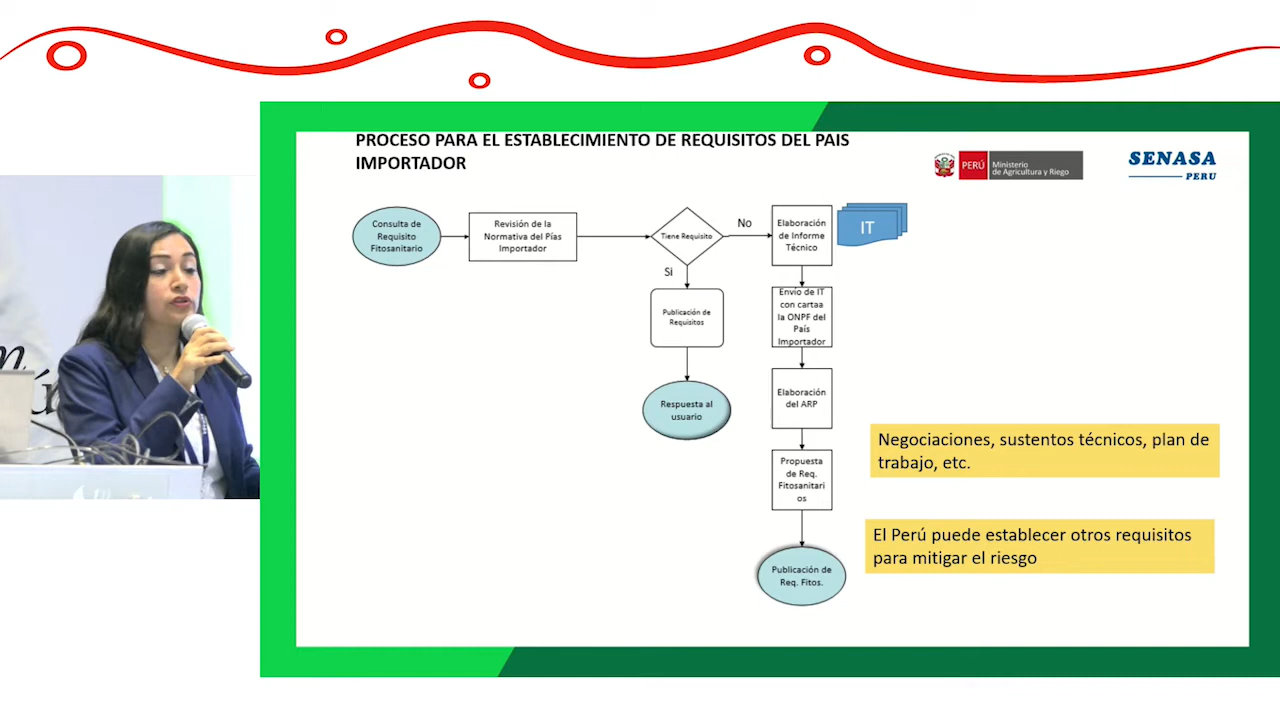 PROCESO PARA EL ESTABLECIMIENTO DE REQUISITOS DEL PAIS
IMPORTADOR
PERÚ
Ministerio
de Agricultura y Riego
SENASA
PERU
Consulta de
Requisito
Fitosanitario
Revisión de la
Normativa del Pías
Importador
Tiene Requisito
No
Elaboración
de Informe
Técnico
IT
Si
Publicación de
Requisitos
Envío de IT
con cartaa
la ONPF del
País
Importador
Respuesta al
usuario
Elaboración
del ARP
Negociaciones, sustentos técnicos, plan de
trabajo, etc.
Propuesta
de Req.
Fitosanitari
os
El Perú puede establecer otros requisitos
para mitigar el riesgo
Publicación de
Req. Fitos.